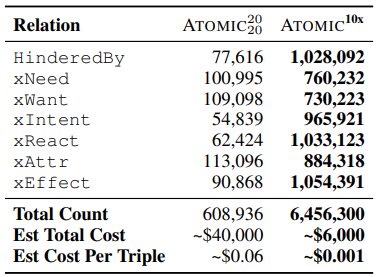 Relation ATOMIC 20 20 ATOMIC 10x
HinderedBy 77,616 1,028,092
xNeed 100,995 760,232
xWant 109,098 730,223
xIntent 54,839 965,921
xReact 62,424 1,033,123
xAttr 113,096 884,318
xEffect 90,868 1,054,391
Total Count 608,936 6,456,300
Est Total Cost ~$40,000 ~$6,000
Est Cost Per Triple ~$0.06 ~$0.001